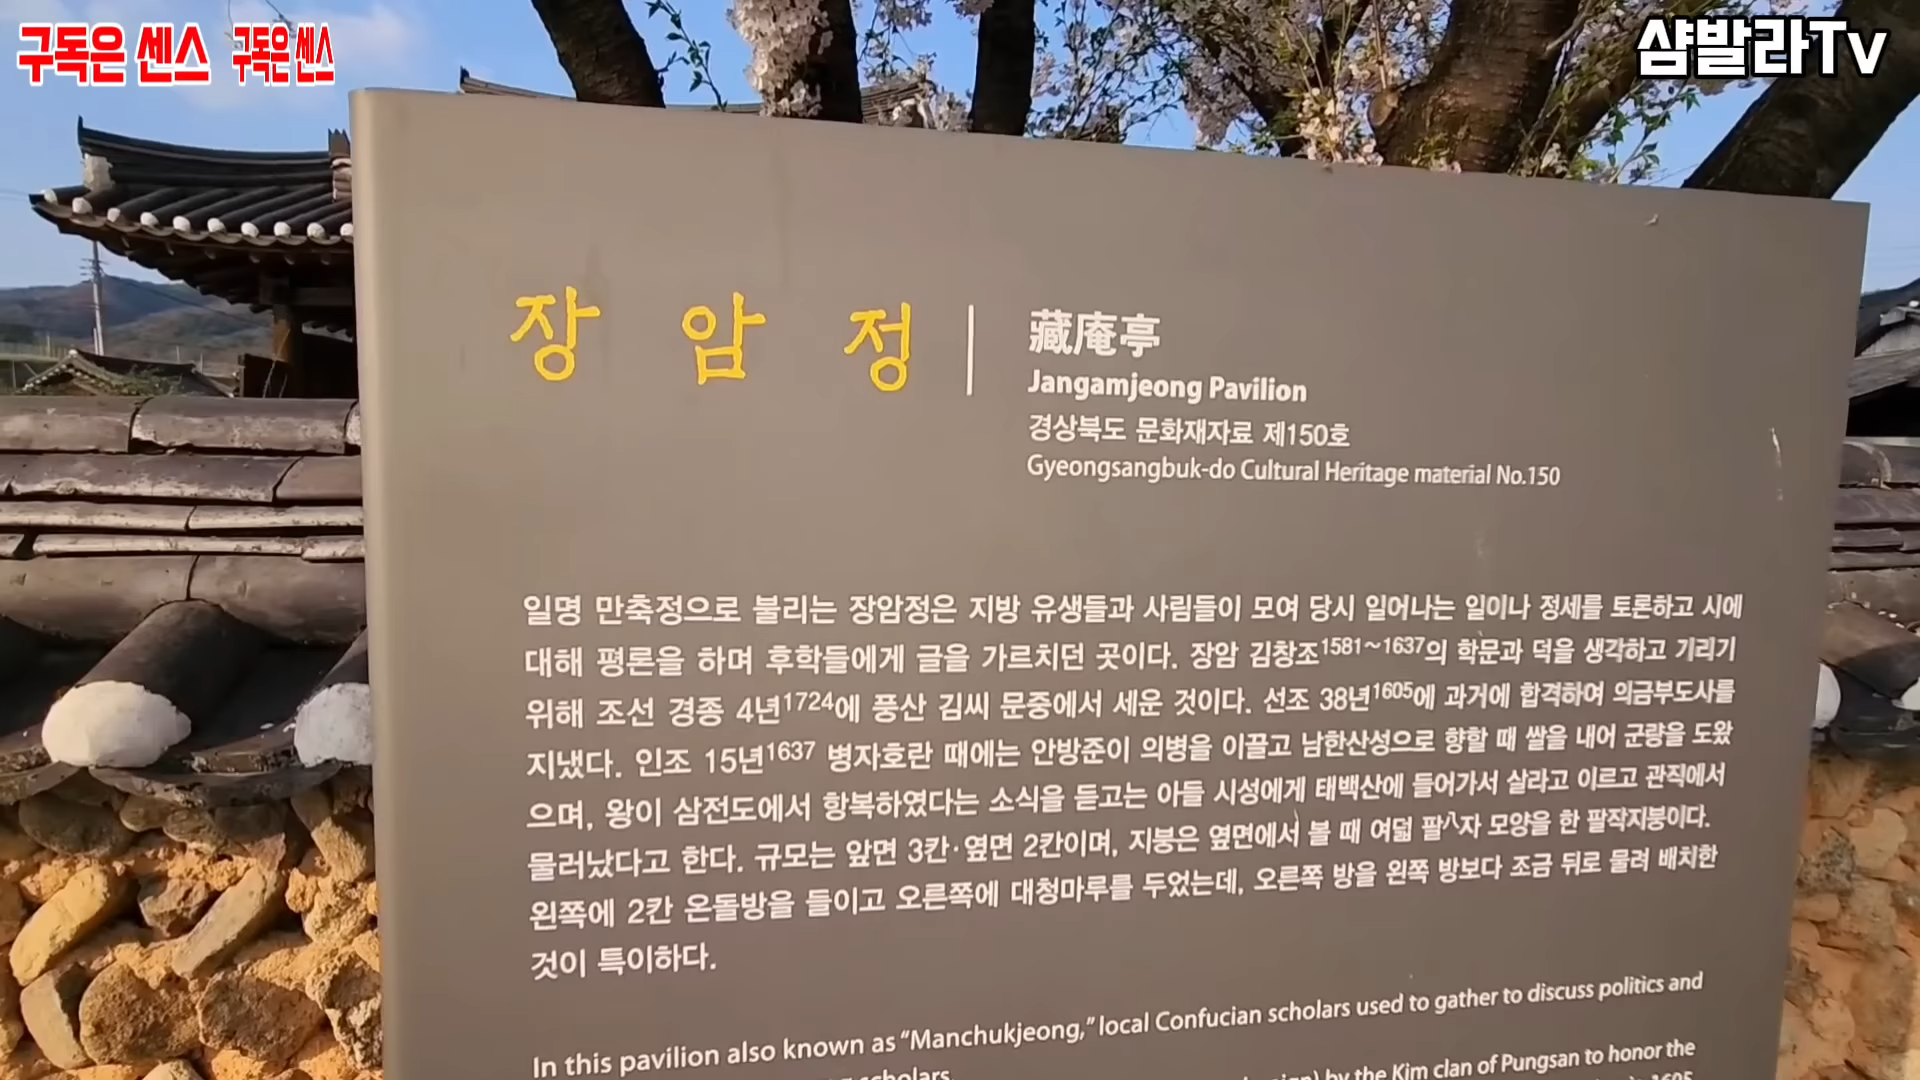 구독은 센스 구독은 센스
샴발라Tv
장암정
藏庵亭
Jangamjeong Pavilion
경상북도 문화재자료 제150호
Gyeongsangbuk-do Cultural Heritage material No.150
일명 만축정으로 불리는 장암정은 지방 유생들과 사림들이 모여 당시 일어나는 일이나 정세를 토론하고 시에
대해 평론을 하며 후학들에게 글을 가르치던 곳이다. 장암 김창조1581~1637의 학문과 덕을 생각하고 기리기
위해 조선 경종 4년1724에 풍산 김씨 문중에서 세운 것이다. 선조 38년1605에 과거에 합격하여 의금부도사를
지냈다. 인조 15년1637 병자호란 때에는 안방준이 의병을 이끌고 남한산성으로 향할 때 쌀을 내어 군량을 도왔
으며, 왕이 삼전도에서 항복하였다는 소식을 듣고는 아들 시성에게 태백산에 들어가서 살라고 이르고 관직에서
물러났다고 한다. 규모는 앞면 3칸·옆면 2칸이며, 지붕은 옆면에서 볼 때 여덟 팔八자 모양을 한 팔작지붕이다.
왼쪽에 2칸 온돌방을 들이고 오른쪽에 대청마루를 두었는데, 오른쪽 방을 왼쪽 방보다 조금 뒤로 물려 배치한
것이 특이하다.
In this pavilion also known as “Manchukjeong,” local Confucian scholars used to gather to discuss politics and
scholars. by the Kim clan of Pungsan to honor the
1605